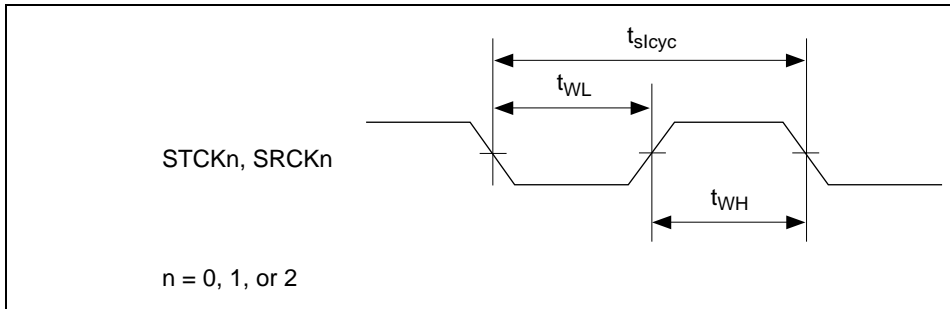 tsIcyc
tWL
STCKn, SRCKn
tWH
n = 0, 1, or 2